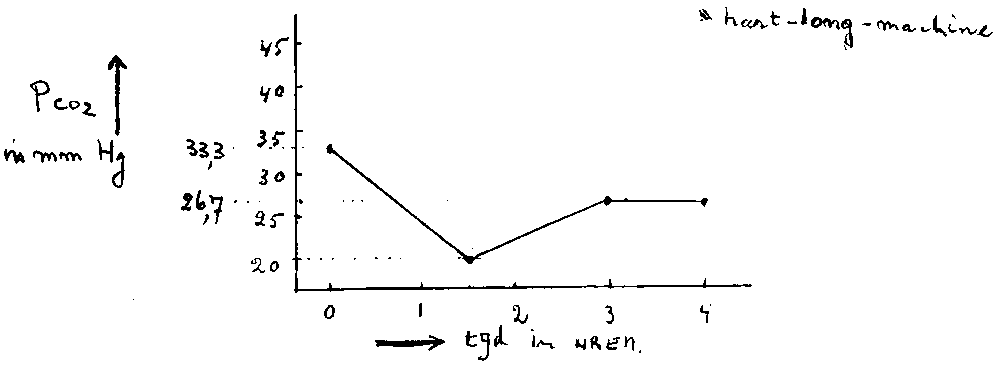 * hart-long-machine
PCO2
in mm Hg
45
40
35
33,3
30
26,7
25
20
0 1 2 3 4
tgd in UREN.